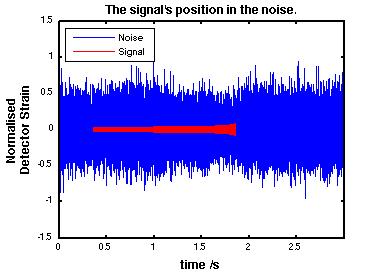 The signal's position in the noise.
Noise
Signal
Normalised
Detector Strain
1.5
1
0.5
0
-0.5
-1
-1.5
0 0.5 1 1.5 2 2.5
time /s